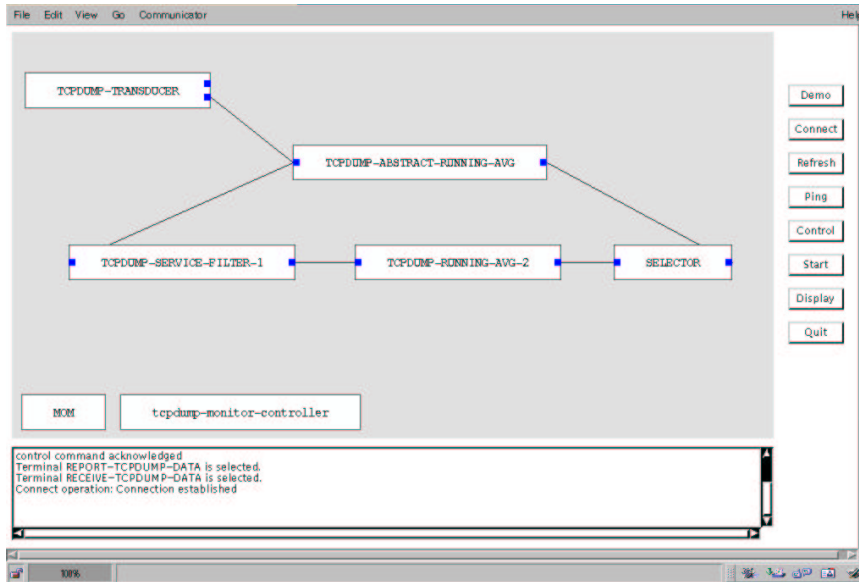 File Edit View Go Communicator Help
TCPDUMP-TRANSDUCER
Demo
Connect
TCPDUMP-ABSTRACT-RUNNING-AVG
Refresh
Ping
Control
TCPDUMP-SERVICE-FILTER-1 TCPDUMP-RUNNING-AVG-2 SELECTOR
Start
Display
Quit
MOM tcpdump-monitor-controller
control command acknowledged
Terminal REPORT-TCPDUMP-DATA is selected.
Terminal RECEIVE-TCPDUMP-DATA is selected.
Connect operation: Connection established
100%